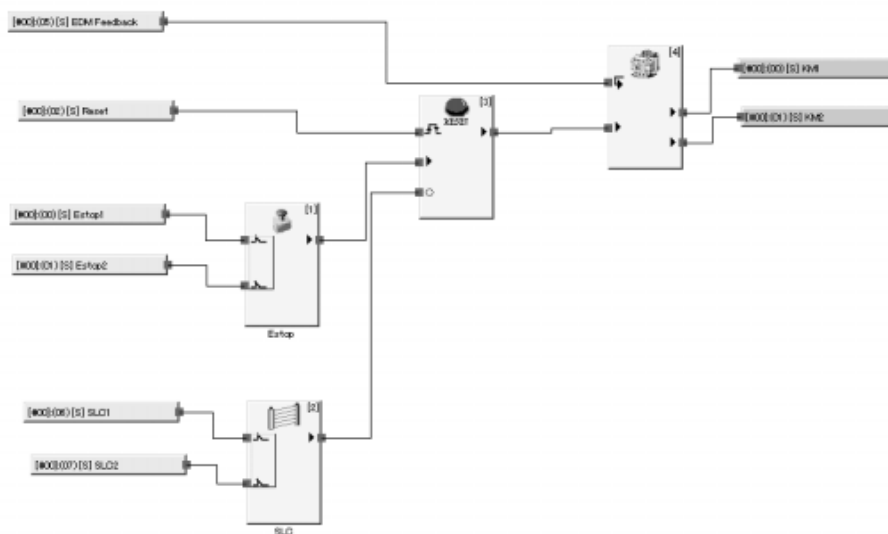 [#00]:(05) [S] EDM Feedback
[4]
[#00]:(00) [S] KM1
[#00]:(02) [S] Reset
[3]
RESET
[#00]:(01) [S] KM2
[#00]:(00) [S] Estop1
[1]
[#00]:(01) [S] Estop2
Estop
[#00]:(06) [S] SLC1
[2]
[#00]:(07) [S] SLC2
SLC